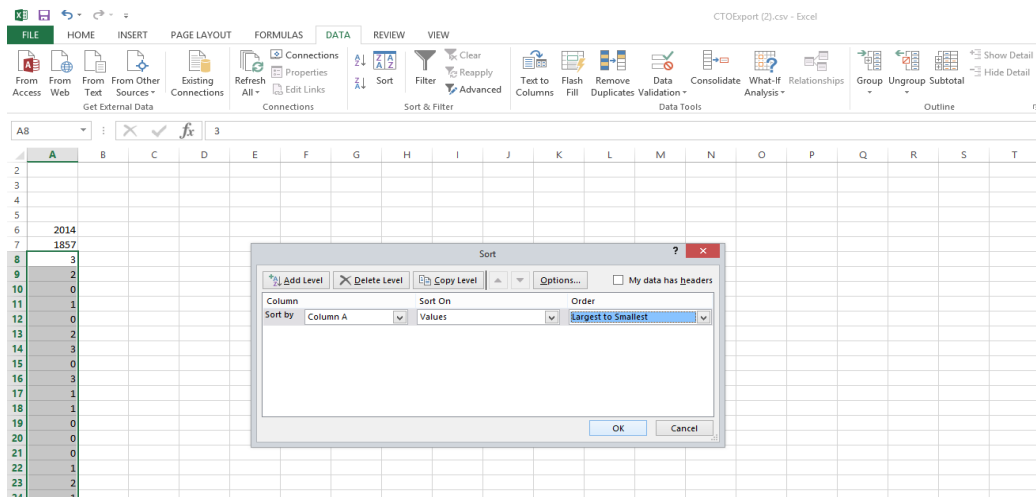 CTOExport (2).csv - Excel
FILE HOME INSERT PAGE LAYOUT FORMULAS DATA REVIEW VIEW
From Access From Web From Text From Other Sources Existing Connections Refresh All Connections Properties Edit Links Sort Filter Clear Reapply Advanced Text to Columns Flash Fill Remove Duplicates Data Validation Consolidate What-If Analysis Relationships Group Ungroup Subtotal Show Detail Hide Detail
Get External Data Connections Sort & Filter Data Tools Outline
A8 fx 3
A B C D E F G H I J K L M N O P Q R S T
2
3
4
5
6 2014
7 1857
8 3
9 2
10 0
11 1
12 0
13 2
14 3
15 0
16 3
17 1
18 1
19 0
20 0
21 0
22 1
23 2
24 1
Sort ?
Add Level Delete Level Copy Level Options... My data has headers
Column Sort On Order
Sort by Column A Values Largest to Smallest
OK Cancel